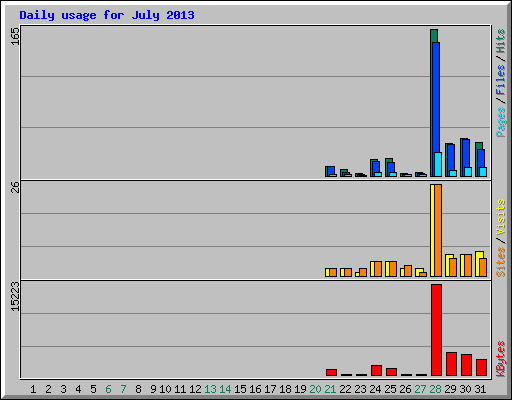 Daily usage for July 2013
165
Pages / Files / Hits
26
Sites / Visits
15223
KBytes
1 2 3 4 5 6 7 8 9 10 11 12 13 14 15 16 17 18 19 20 21 22 23 24 25 26 27 28 29 30 31